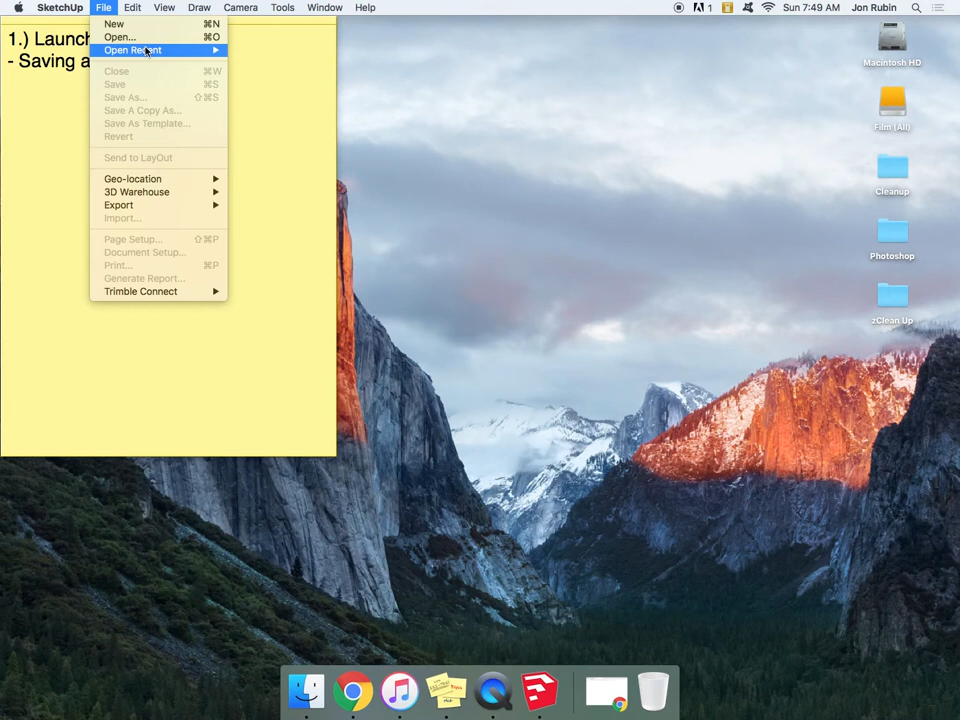 SketchUp File Edit View Draw Camera Tools Window Help
1 Sun 7:49 AM Jon Rubin
1.) Launch
- Saving a
New ⌘N
Open... ⌘O
Open Recent
Close ⌘W
Save ⌘S
Save As... ⇧⌘S
Save A Copy As...
Save As Template...
Revert
Send to LayOut
Geo-location
3D Warehouse
Export
Import...
Page Setup... ⇧⌘P
Document Setup...
Print... ⌘P
Generate Report...
Trimble Connect
Macintosh HD
Film (All)
Cleanup
Photoshop
zClean Up